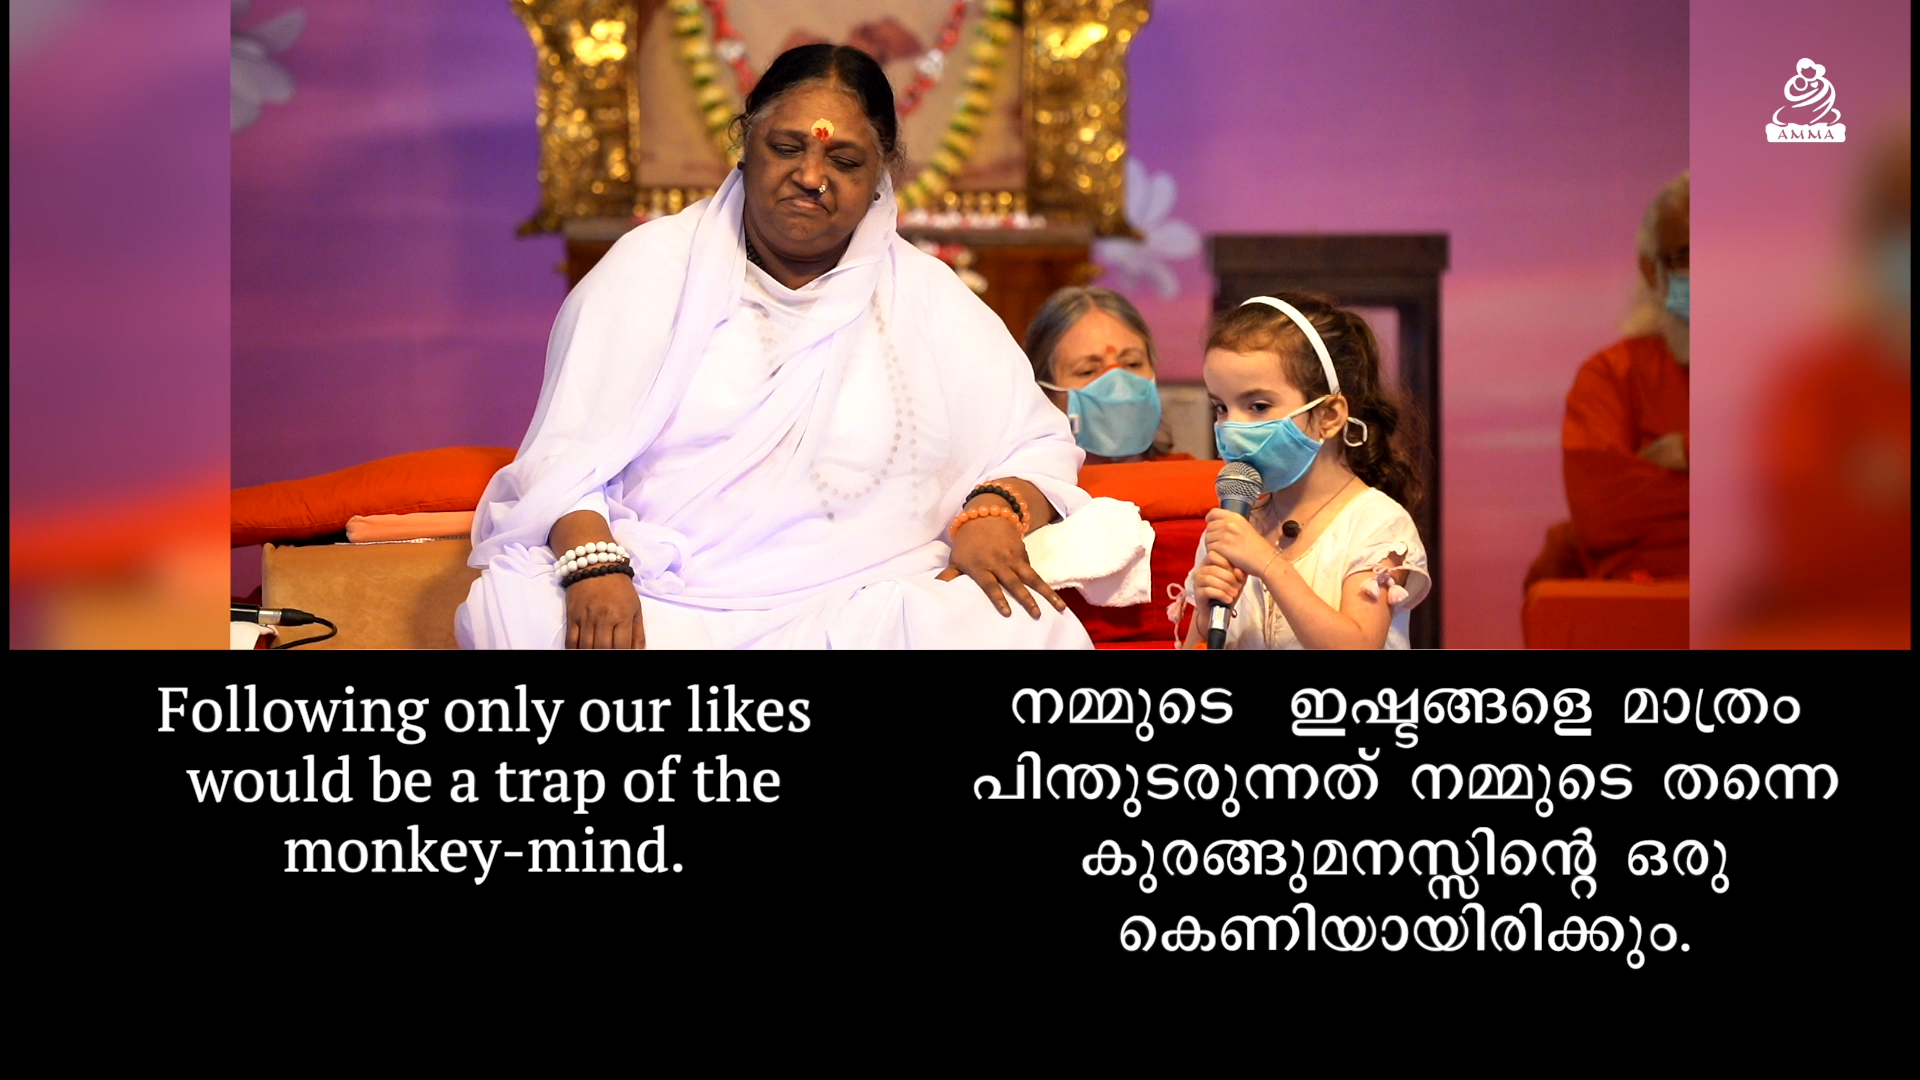 AMMA
Following only our likes
would be a trap of the
monkey-mind.
നമ്മുടെ ഇഷ്ടങ്ങളെ മാത്രം
പിന്തുടരുന്നത് നമ്മുടെ തന്നെ
കുരങ്ങുമനസ്സിന്റെ ഒരു
കെണിയായിരിക്കും.